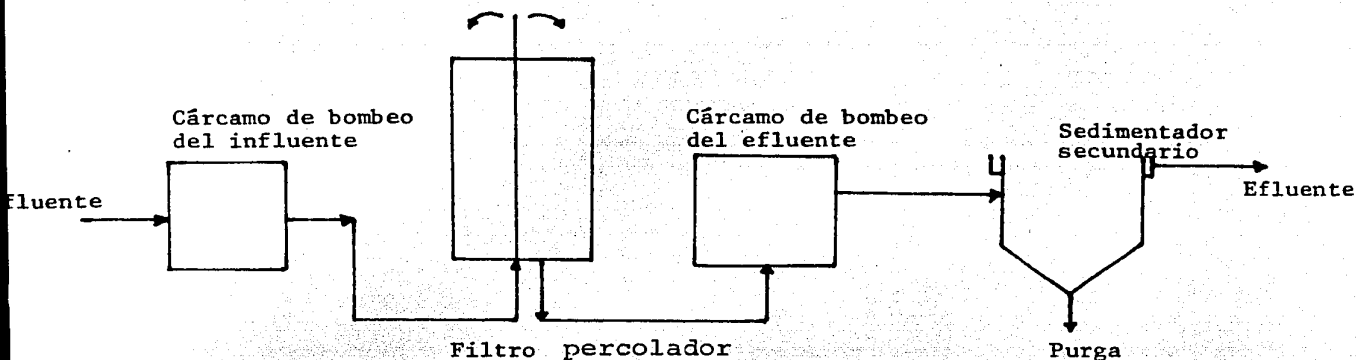 Cárcamo de bombeo
del influente
Cárcamo de bombeo
del efluente
Sedimentador
secundario
fluente
Efluente
Filtro percolador
Purga